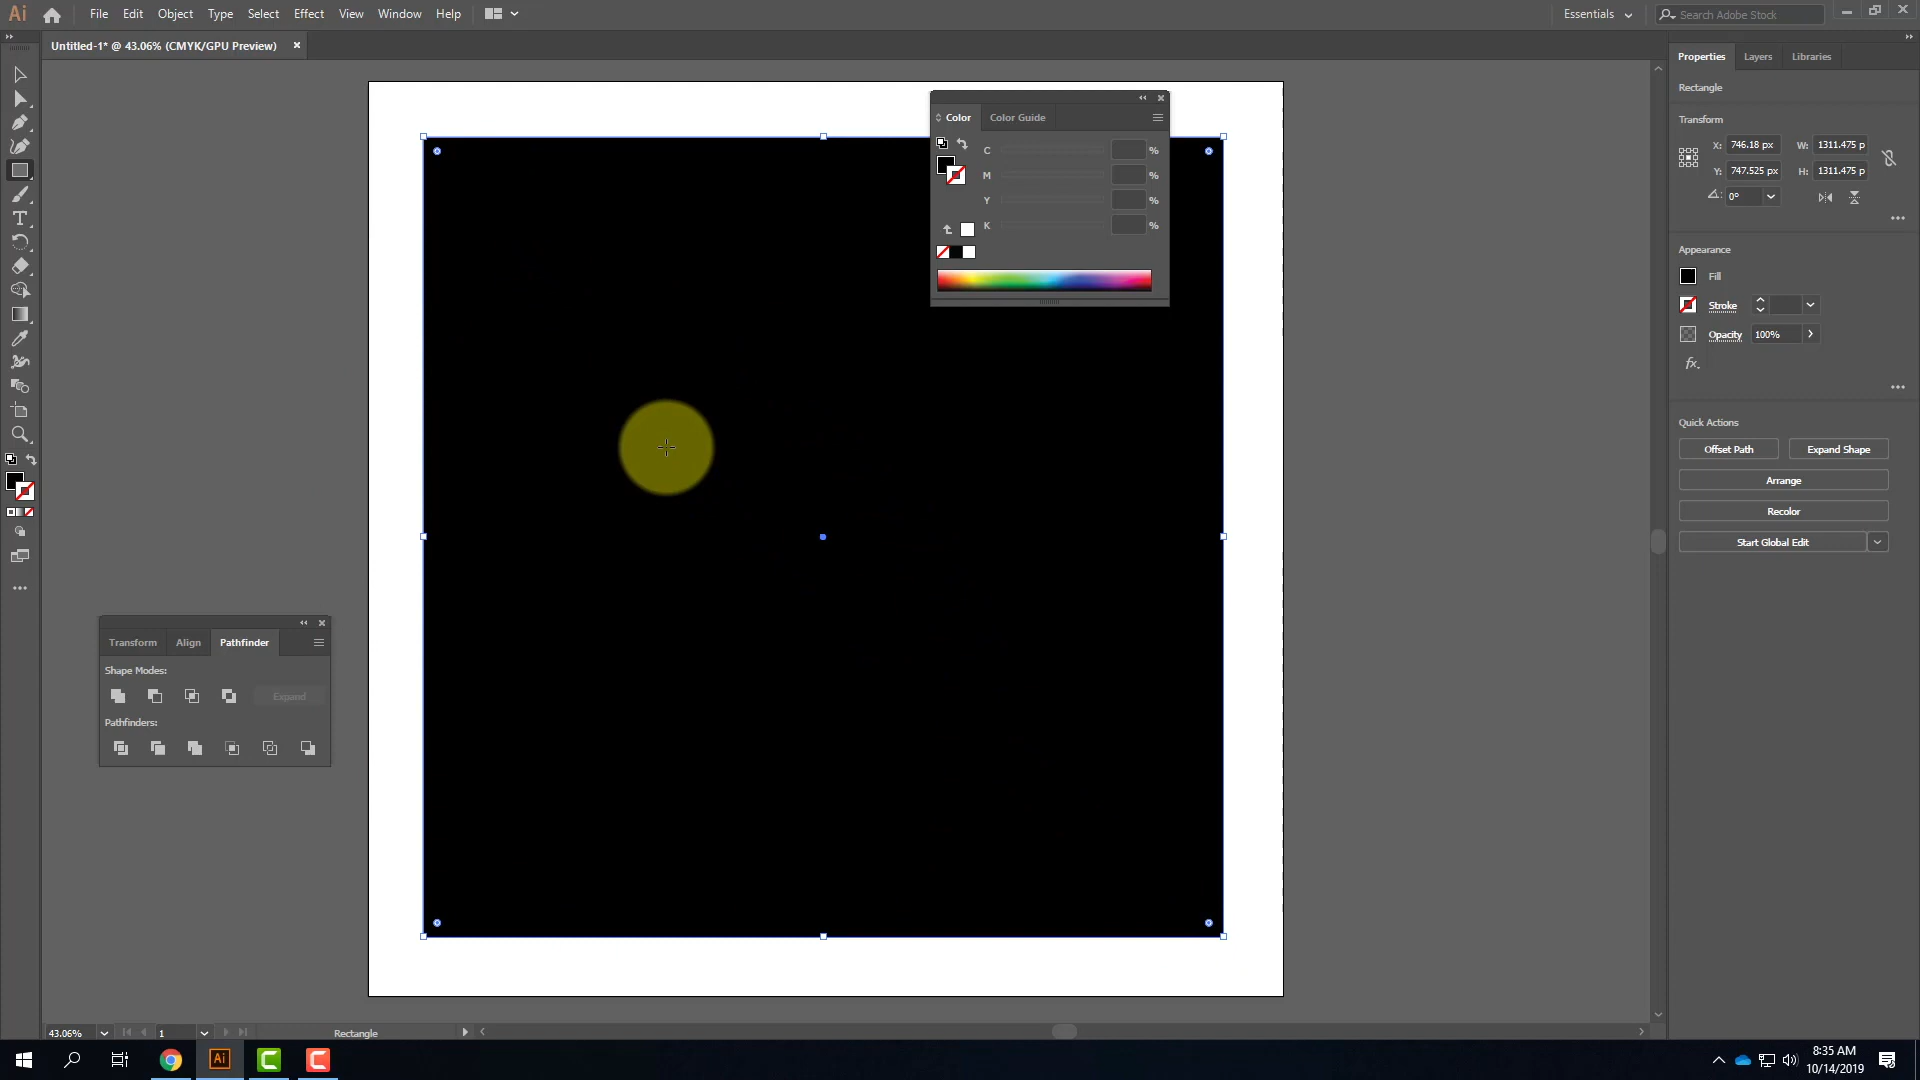 Ai File Edit Object Type Select Effect View Window Help Essentials Search Adobe Stock
Untitled-1* @ 43.06% (CMYK/GPU Preview)
Properties Layers Libraries
Rectangle
Transform
X: 746.18 px W: 1311.475 p
Y: 747.525 px H: 1311.475 p
0°
Appearance
Fill
Stroke
Opacity 100%
fx.
Quick Actions
Offset Path Expand Shape
Arrange
Recolor
Start Global Edit
Color Color Guide
C %
M %
Y %
K %
T
Transform Align Pathfinder
Shape Modes:
Expand
Pathfinders:
43.06% 1 Rectangle
Ai
8:35 AM
10/14/2019